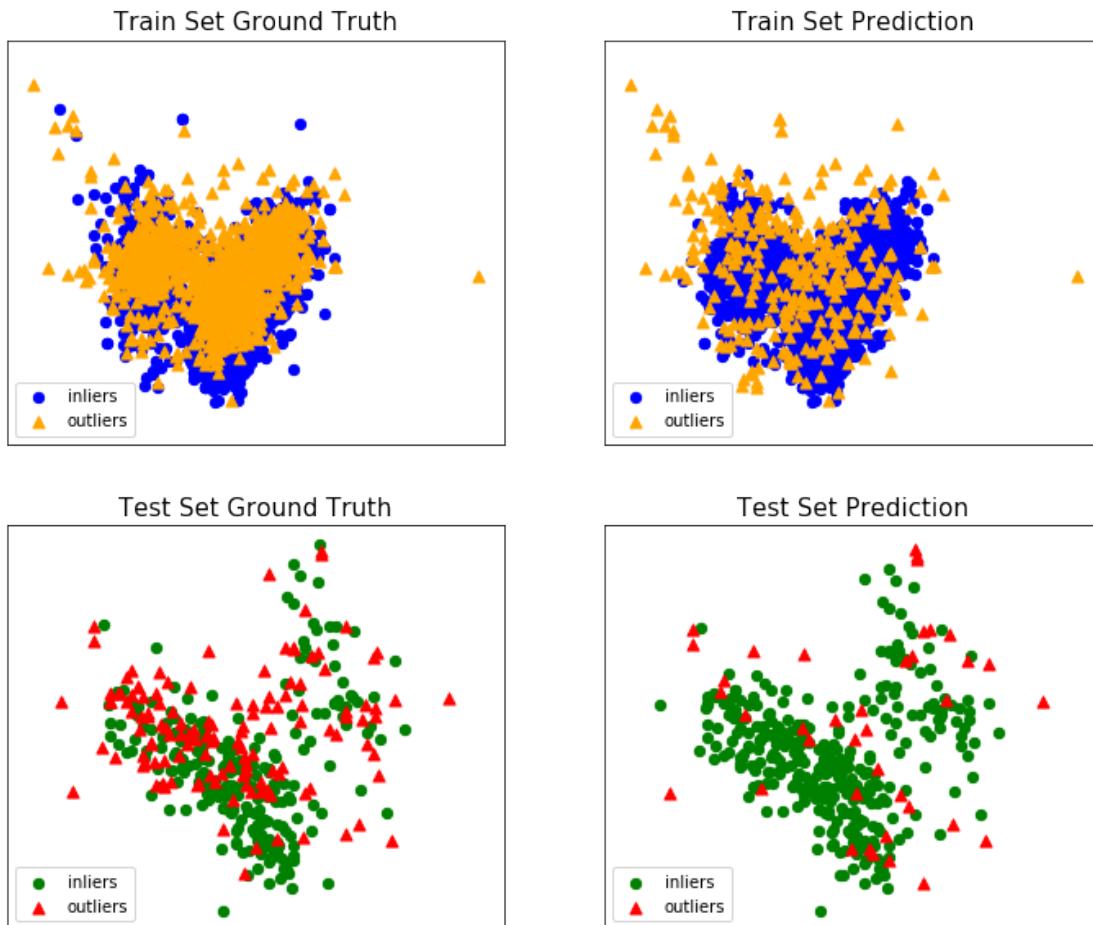 Train Set Ground Truth
Train Set Prediction
inliers
outliers
inliers
outliers
Test Set Ground Truth
Test Set Prediction
inliers
outliers
inliers
outliers